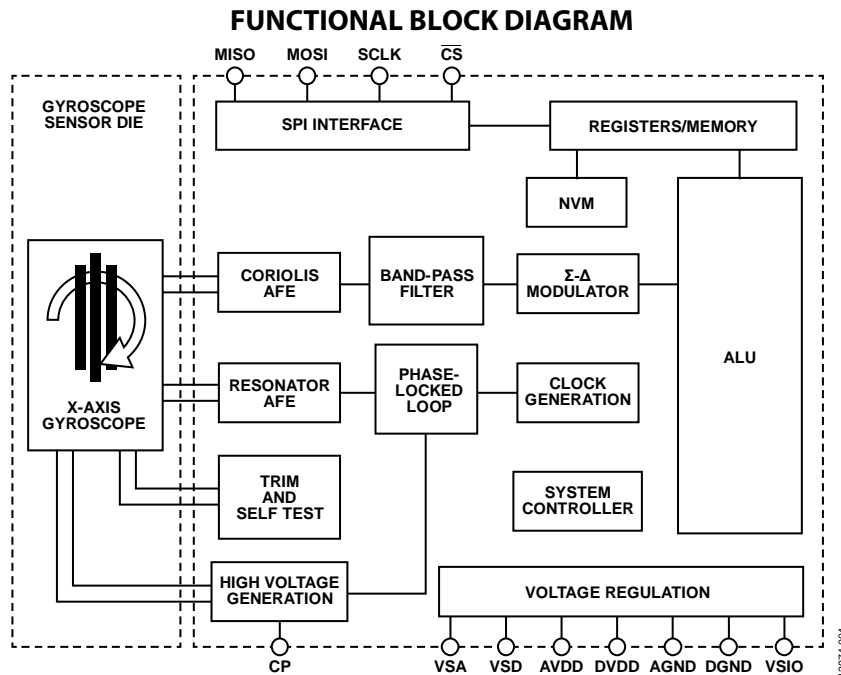 FUNCTIONAL BLOCK DIAGRAM
MISO MOSI SCLK CS
GYROSCOPE
SENSOR DIE
SPI INTERFACE
REGISTERS/MEMORY
NVM
CORIOLIS
AFE
BAND-PASS
FILTER
Σ-Δ
MODULATOR
ALU
X-AXIS
GYROSCOPE
RESONATOR
AFE
PHASE-
LOCKED
LOOP
CLOCK
GENERATION
TRIM
AND
SELF TEST
SYSTEM
CONTROLLER
HIGH VOLTAGE
GENERATION
VOLTAGE REGULATION
CP VSA VSD AVDD DVDD AGND DGND VSIO